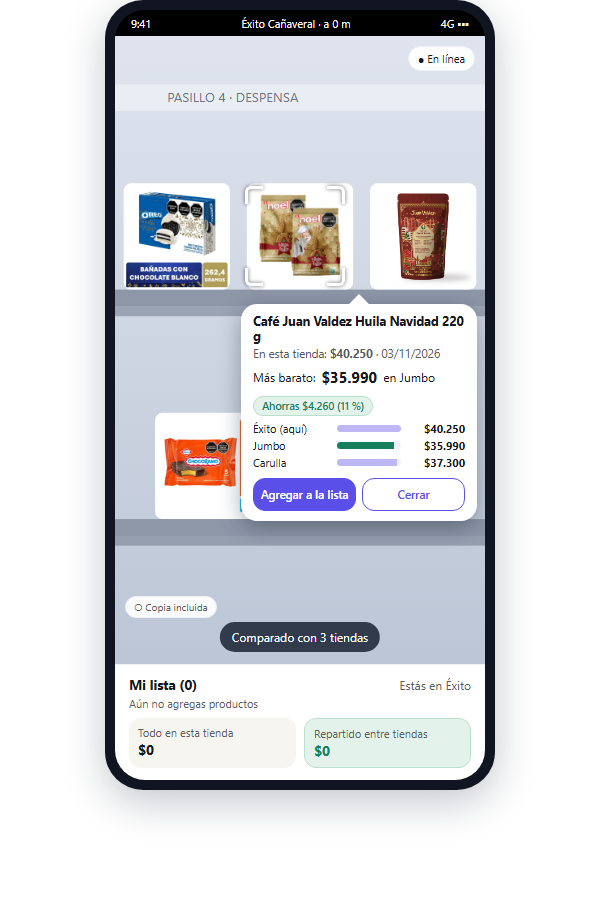 9:41
Éxito Cañaveral · a 0 m
4G
● En línea
PASILLO 4 · DESPENSA
OREO
BAÑADAS CON
CHOCOLATE BLANCO
262,4
GRAMOS
noel
noel
Juan Valdez
Café Juan Valdez Huila Navidad 220
g
En esta tienda: $40.250 · 03/11/2026
Más barato: $35.990 en Jumbo
Ahorras $4.260 (11 %)
Éxito (aquí) $40.250
Jumbo $35.990
Carulla $37.300
Agregar a la lista
Cerrar
CHOCORAMO
○ Copia incluida
Comparado con 3 tiendas
Mi lista (0)
Estás en Éxito
Aún no agregas productos
Todo en esta tienda
$0
Repartido entre tiendas
$0